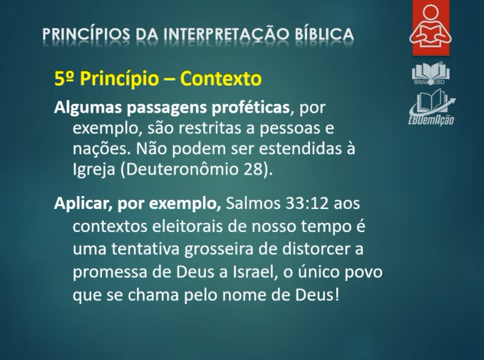 PRINCÍPIOS DA INTERPRETAÇÃO BÍBLICA
5º Princípio – Contexto
Algumas passagens proféticas, por
exemplo, são restritas a pessoas e
nações. Não podem ser estendidas à
Igreja (Deuteronômio 28).
Aplicar, por exemplo, Salmos 33:12 aos
contextos eleitorais de nosso tempo é
uma tentativa grosseira de distorcer a
promessa de Deus a Israel, o único povo
que se chama pelo nome de Deus!
EBDemAção